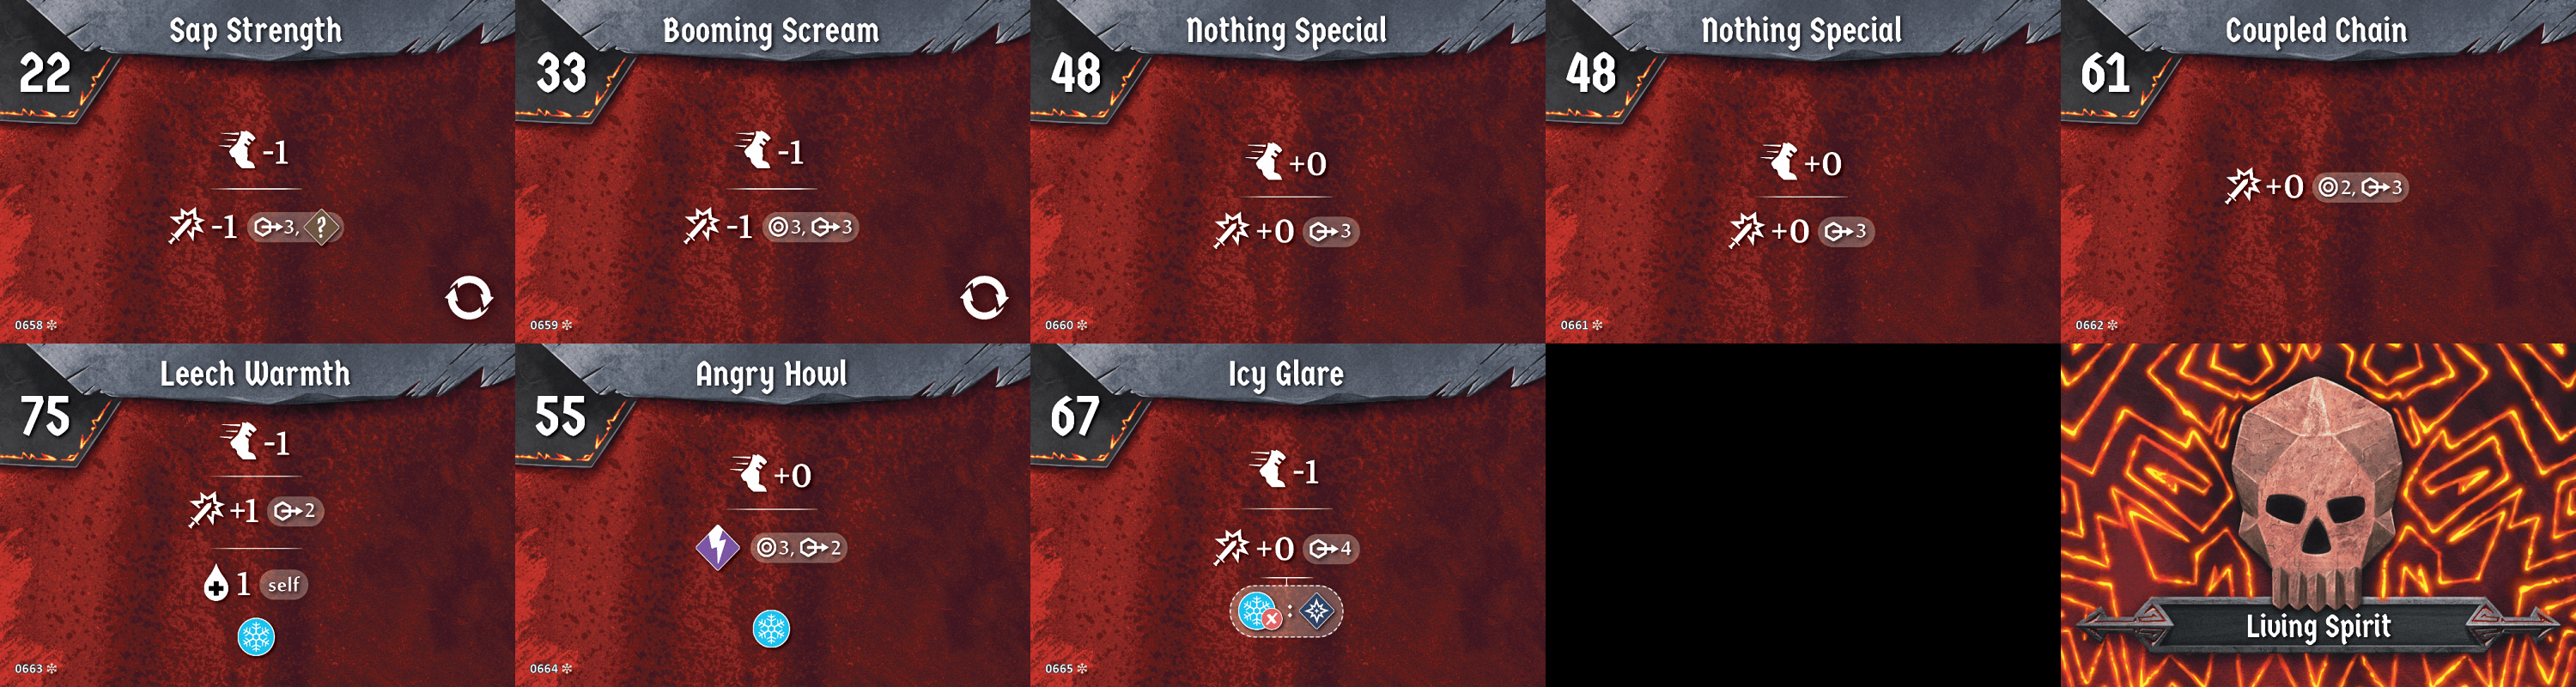 Sap Strength
22
-1
-1 3, ?
0658
Booming Scream
33
-1
-1 3, 3
0659
Nothing Special
48
+0
+0 3
0660
Nothing Special
48
+0
+0 3
0661
Coupled Chain
61
+0 2, 3
0662
Leech Warmth
75
-1
+1 2
1 self
0663
Angry Howl
55
+0
3, 2
0664
Icy Glare
67
-1
+0 4
:
0665
Living Spirit